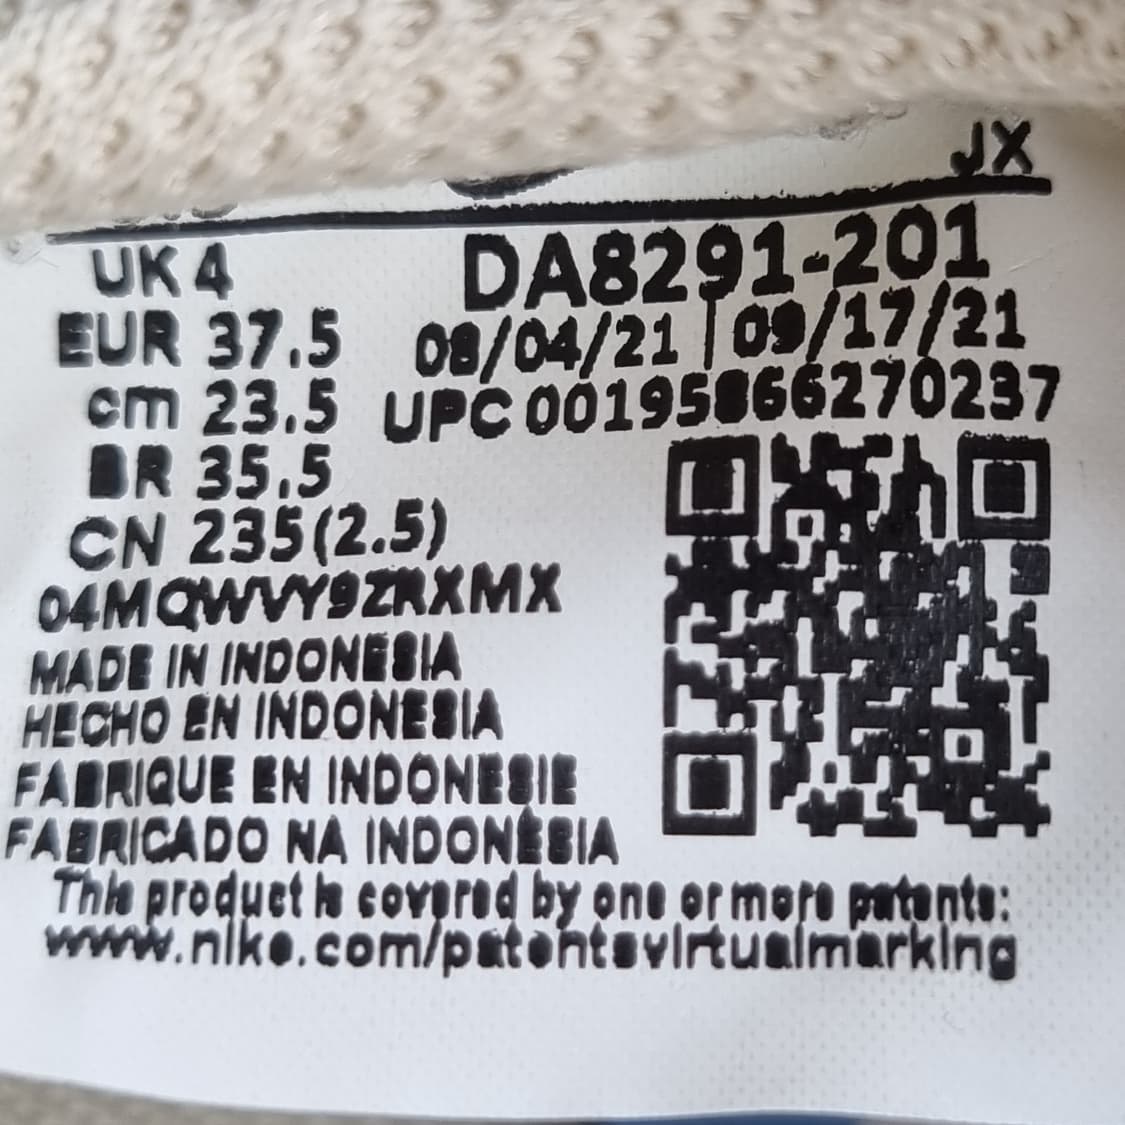 JX
UK 4 DA8291-201
EUR 37.5 08/04/21 | 09/17/21
cm 23.5 UPC 00195866270237
BR 35.5
CN 235(2.5)
04MQWVY9ZRXMX
MADE IN INDONESIA
HECHO EN INDONESIA
FABRIQUE EN INDONESIE
FABRICADO NA INDONÉSIA
This product is covered by one or more patents:
www.nike.com/patentsvirtualmarking